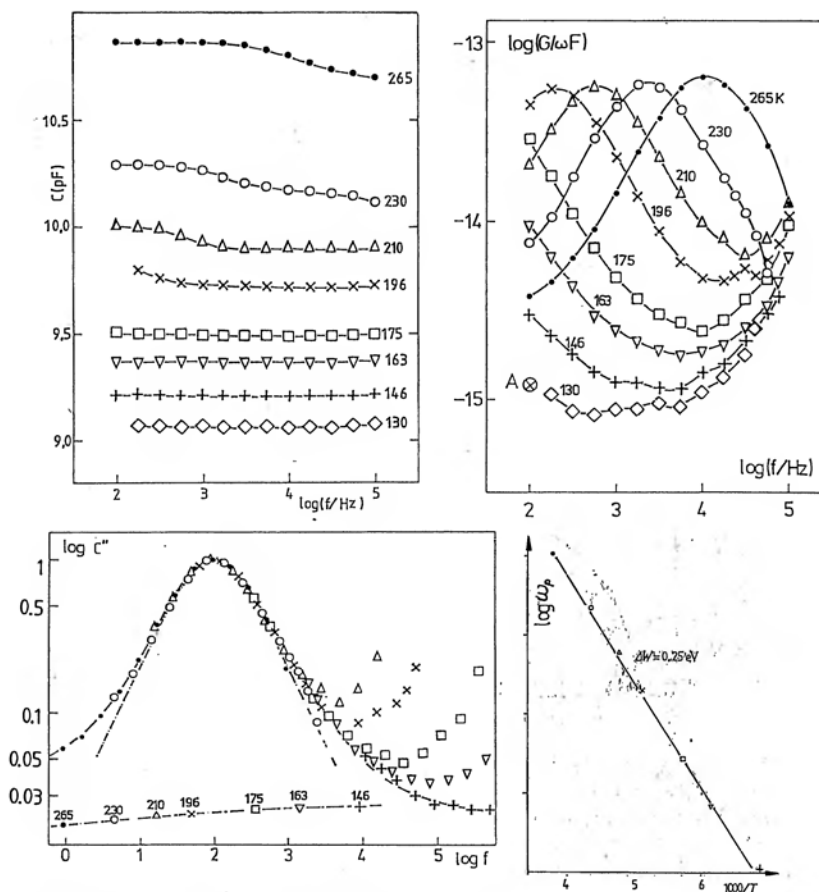 C(pF)
10,5
10,0
9,5
9,0
265
230
210
196
175
163
146
130
2 3 4 5
log(f/Hz)
log(G/ωF)
-13
-14
-15
265K
230
210
196
175
163
146
130
A
log(f/Hz)
2 3 4 5
log C"
1
0.5
0.1
0.05
0.03
265 230 210 196 175 163 146
0 1 2 3 4 5
log f
log ωp
ΔW=0.25eV
4 5 6
1000/T